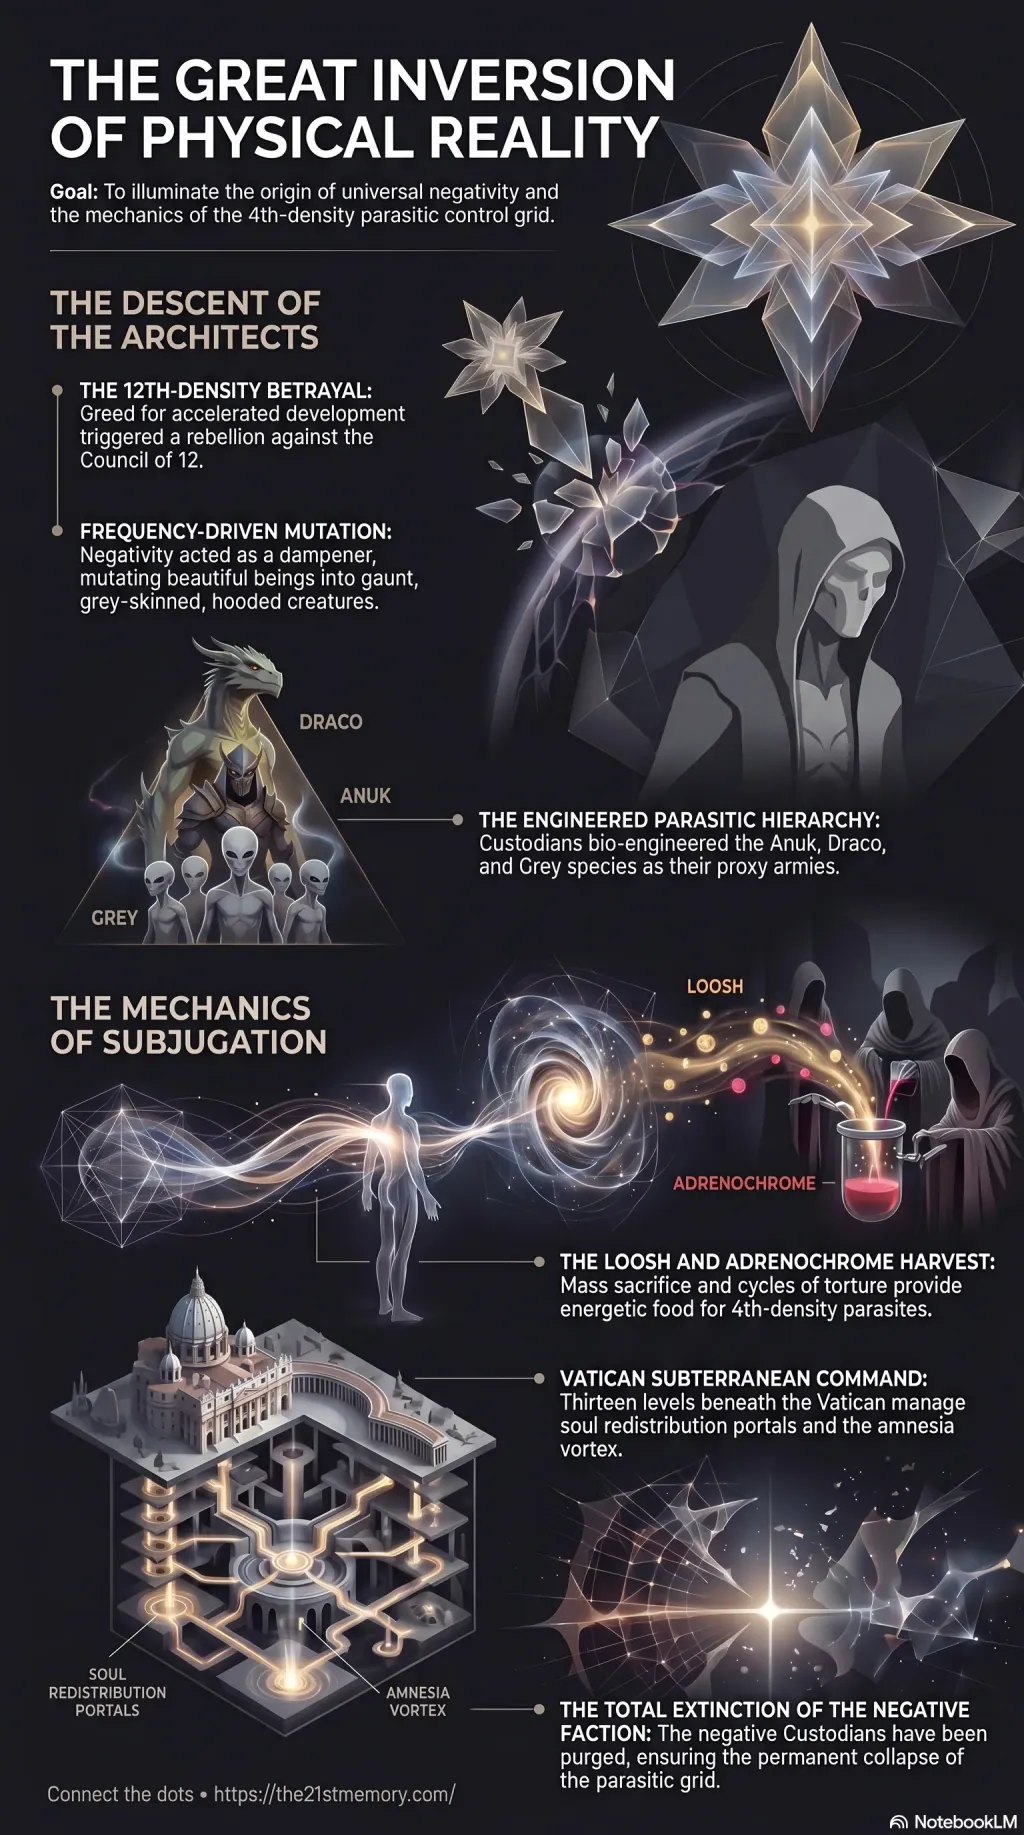 THE GREAT INVERSION
OF PHYSICAL REALITY
Goal: To illuminate the origin of universal negativity and
the mechanics of the 4th-density parasitic control grid.
THE DESCENT OF
THE ARCHITECTS
THE 12TH-DENSITY BETRAYAL:
Greed for accelerated development
triggered a rebellion against the
Council of 12.
FREQUENCY-DRIVEN MUTATION:
Negativity acted as a dampener,
mutating beautiful beings into gaunt,
grey-skinned, hooded creatures.
DRACO
ANUK
GREY
THE ENGINEERED PARASITIC HIERARCHY:
Custodians bio-engineered the Anuk, Draco,
and Grey species as their proxy armies.
THE MECHANICS
OF SUBJUGATION
LOOSH
ADRENOCHROME
THE LOOSH AND ADRENOCHROME HARVEST:
Mass sacrifice and cycles of torture provide
energetic food for 4th-density parasites.
VATICAN SUBTERRANEAN COMMAND:
Thirteen levels beneath the Vatican manage
soul redistribution portals and the amnesia
vortex.
SOUL
REDISTRIBUTION
PORTALS
AMNESIA
VORTEX
THE TOTAL EXTINCTION OF THE NEGATIVE
FACTION: The negative Custodians have been
purged, ensuring the permanent collapse of
the parasitic grid.
Connect the dots • https://the21stmemory.com/
NotebookLM